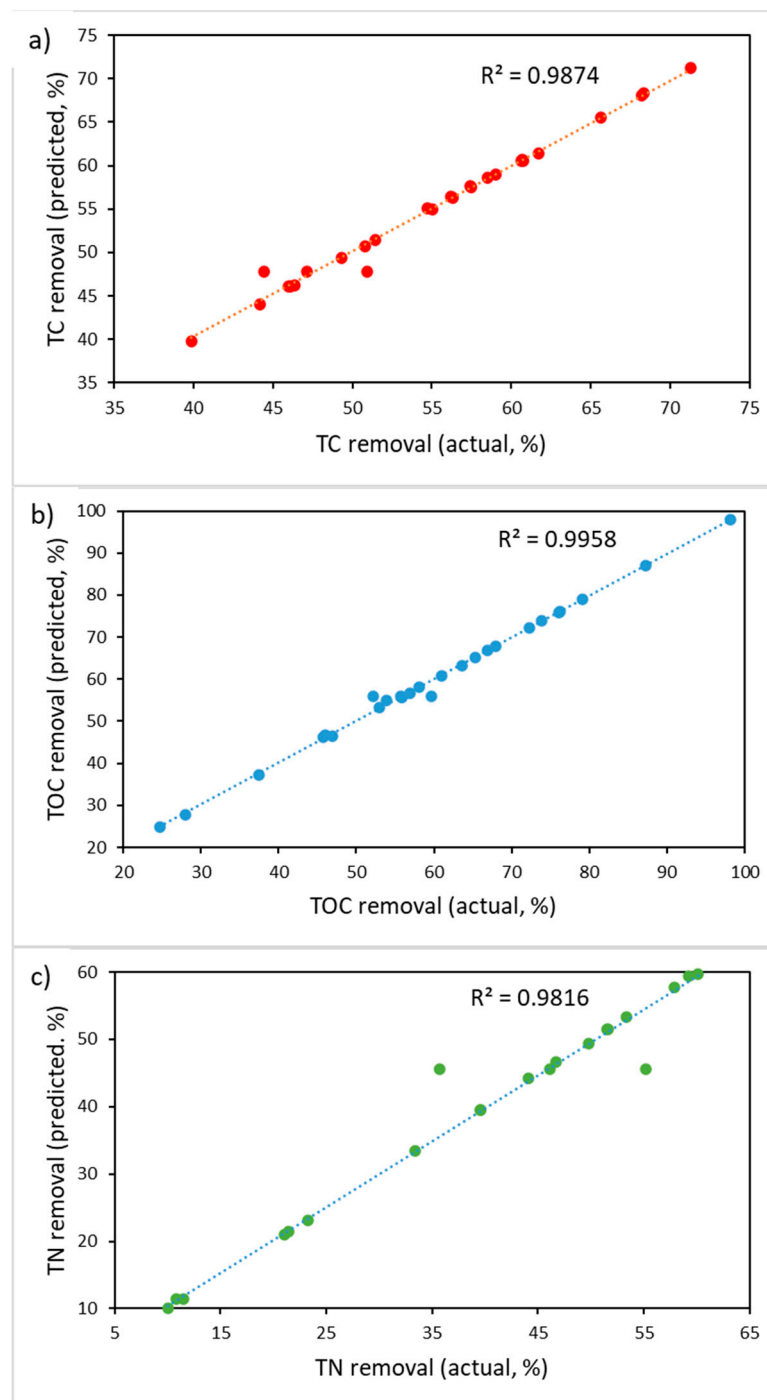 a)
75
70
65
60
55
50
45
40
35
TC removal (predicted, %)
R² = 0.9874
35 40 45 50 55 60 65 70 75
TC removal (actual, %)
b)
100
90
80
70
60
50
40
30
20
TOC removal (predicted, %)
R² = 0.9958
20 30 40 50 60 70 80 90 100
TOC removal (actual, %)
c)
60
50
40
30
20
10
TN removal (predicted. %)
R² = 0.9816
5 15 25 35 45 55 65
TN removal (actual, %)